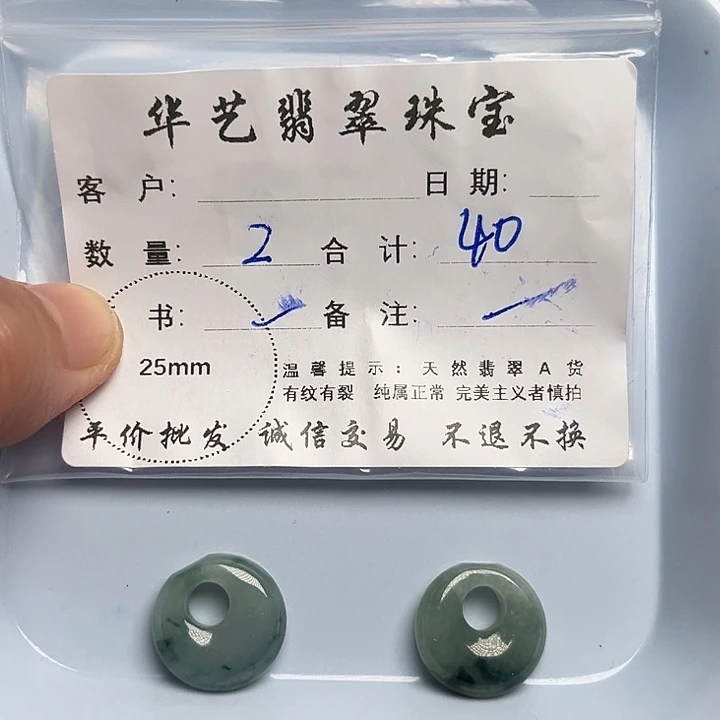 华艺翡翠珠宝
客 户： 日 期：
数 量： 2 合 计： 40
书： 备 注：
25mm
温馨提示：天然翡翠A货
有纹有裂 纯属正常 完美主义者慎拍
平价批发 诚信交易 不退不换